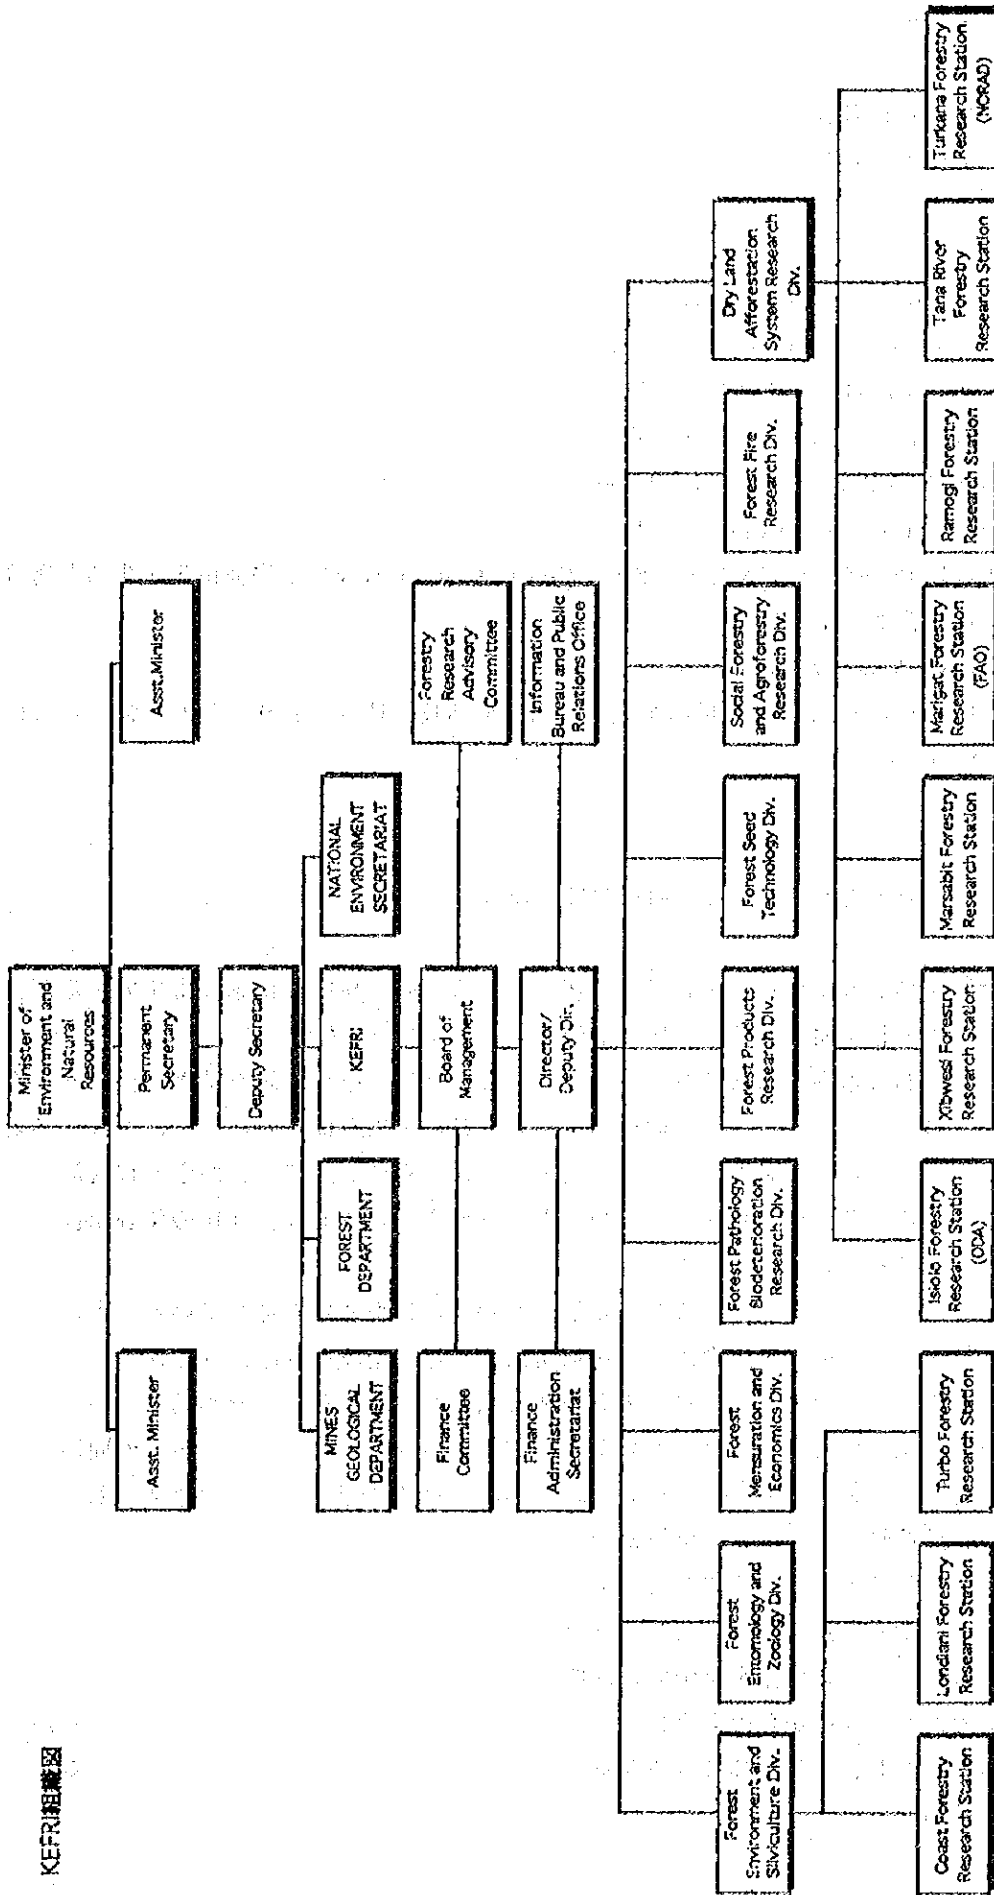 KEFRI組織図
Minister of
Environment and
Natural
Resources
Asst. Minister
Permanent
Secretary
Asst.Minister
Deputy Secretary
MINES
GEOLOGICAL
DEPARTMENT
FOREST
DEPARTMENT
KEFRI
NATIONAL
ENVIRONMENT
SECRETARIAT
Finance
Committee
Board of
Management
Forestry
Research
Advisory
Committee
Finance
Administration
Secretariat
Director/
Deputy Dir.
Information
Bureau and Public
Relations Office
Forest
Environment and
Silviculture Div.
Forest
Entomology and
Zoology Div.
Forest
Mensuration and
Economics Div.
Forest Pathology
Biodeterioration
Research Div.
Forest Products
Research Div.
Forest Seed
Technology Div.
Social Forestry
and Agroforestry
Research Div.
Forest Fire
Research Div.
Dry Land
Afforestation
System Research
Div.
Coast Forestry
Research Station
Londiani Forestry
Research Station
Turbo Forestry
Research Station
Isiolo Forestry
Research Station
(ODA)
Xibwesi Forestry
Research Station
Marsabit Forestry
Research Station
Marigat Forestry
Research Station
(FAO)
Ramogi Forestry
Research Station
Tana River
Forestry
Research Station
Turkana Forestry
Research Station
(NORAD)